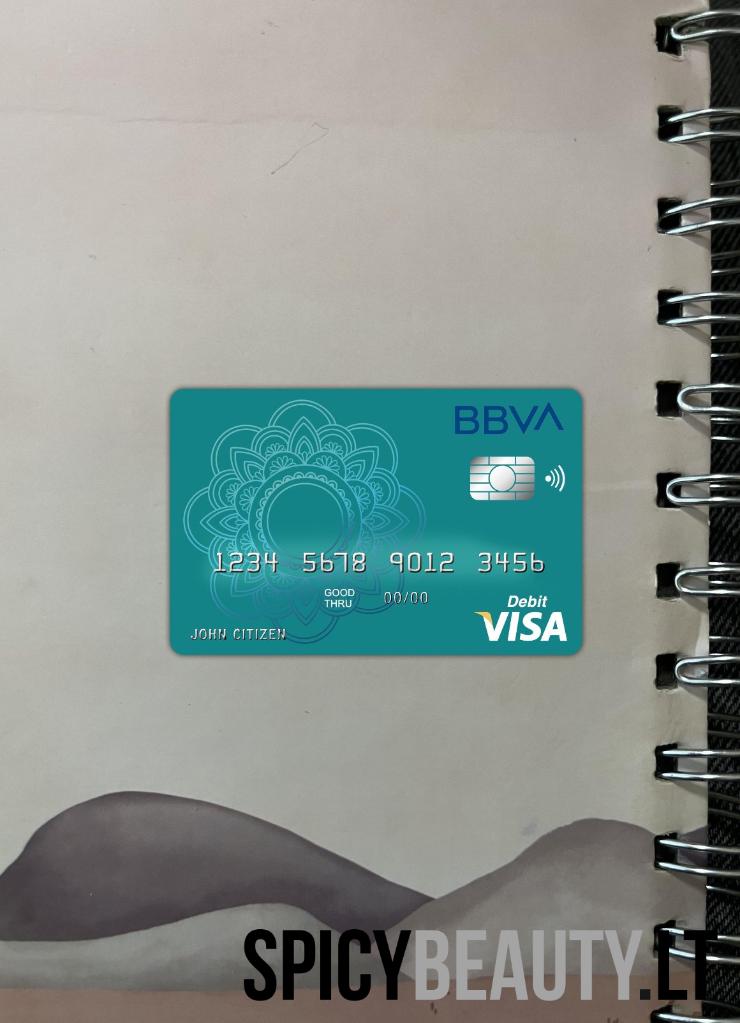 BBVA
1234 5678 9012 3456
GOOD
THRU
00/00
Debit
JOHN CITIZEN
VISA
SPICYBEAUTY.LT